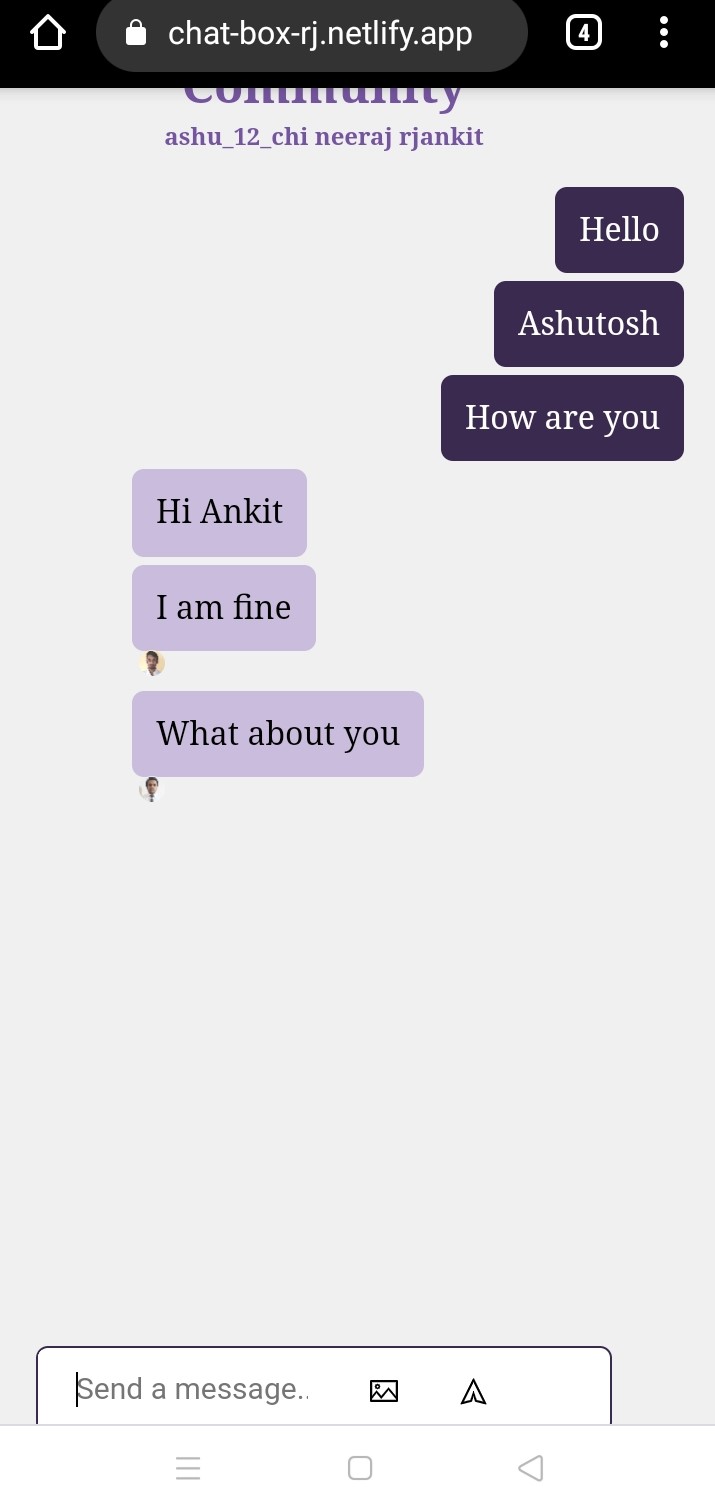 chat-box-rj.netlify.app
4
Community
ashu_12_chi neeraj rjankit
Hello
Ashutosh
How are you
Hi Ankit
I am fine
What about you
Send a message..